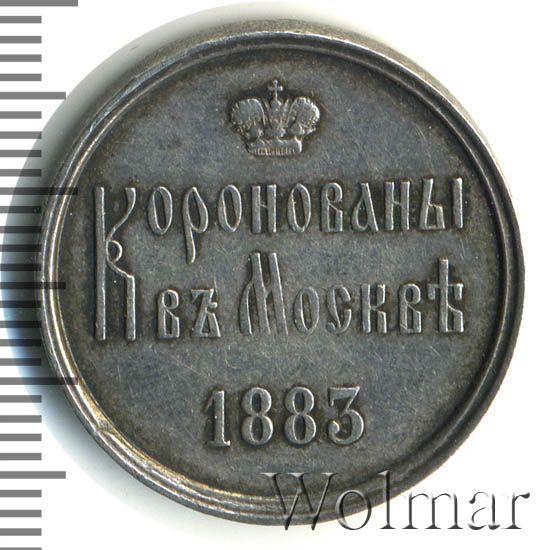 Коронованы
въ Москвѣ
1883
Wolmar